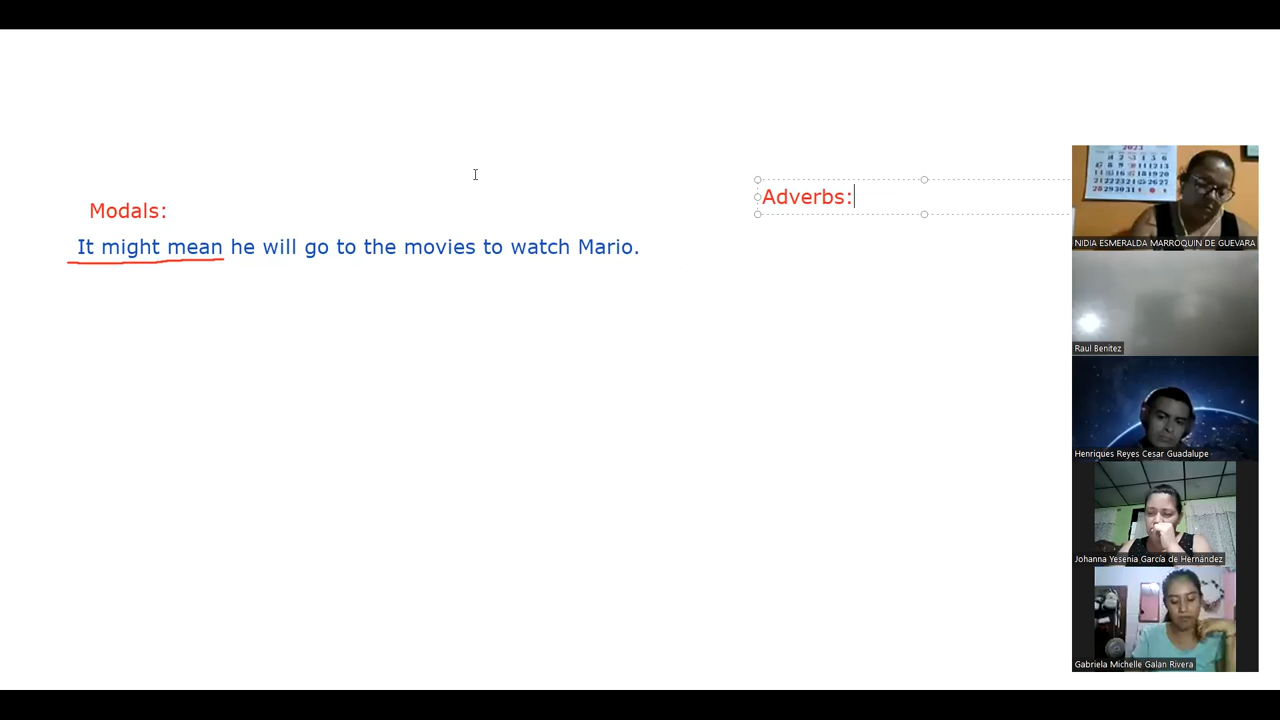 Modals:
It might mean he will go to the movies to watch Mario.
Adverbs:
2023
NIDIA ESMERALDA MARROQUIN DE GUEVARA
Raul Benitez
Henriques Reyes Cesar Guadalupe
Johanna Yesenia García de Hernández
Gabriela Michelle Galan Rivera